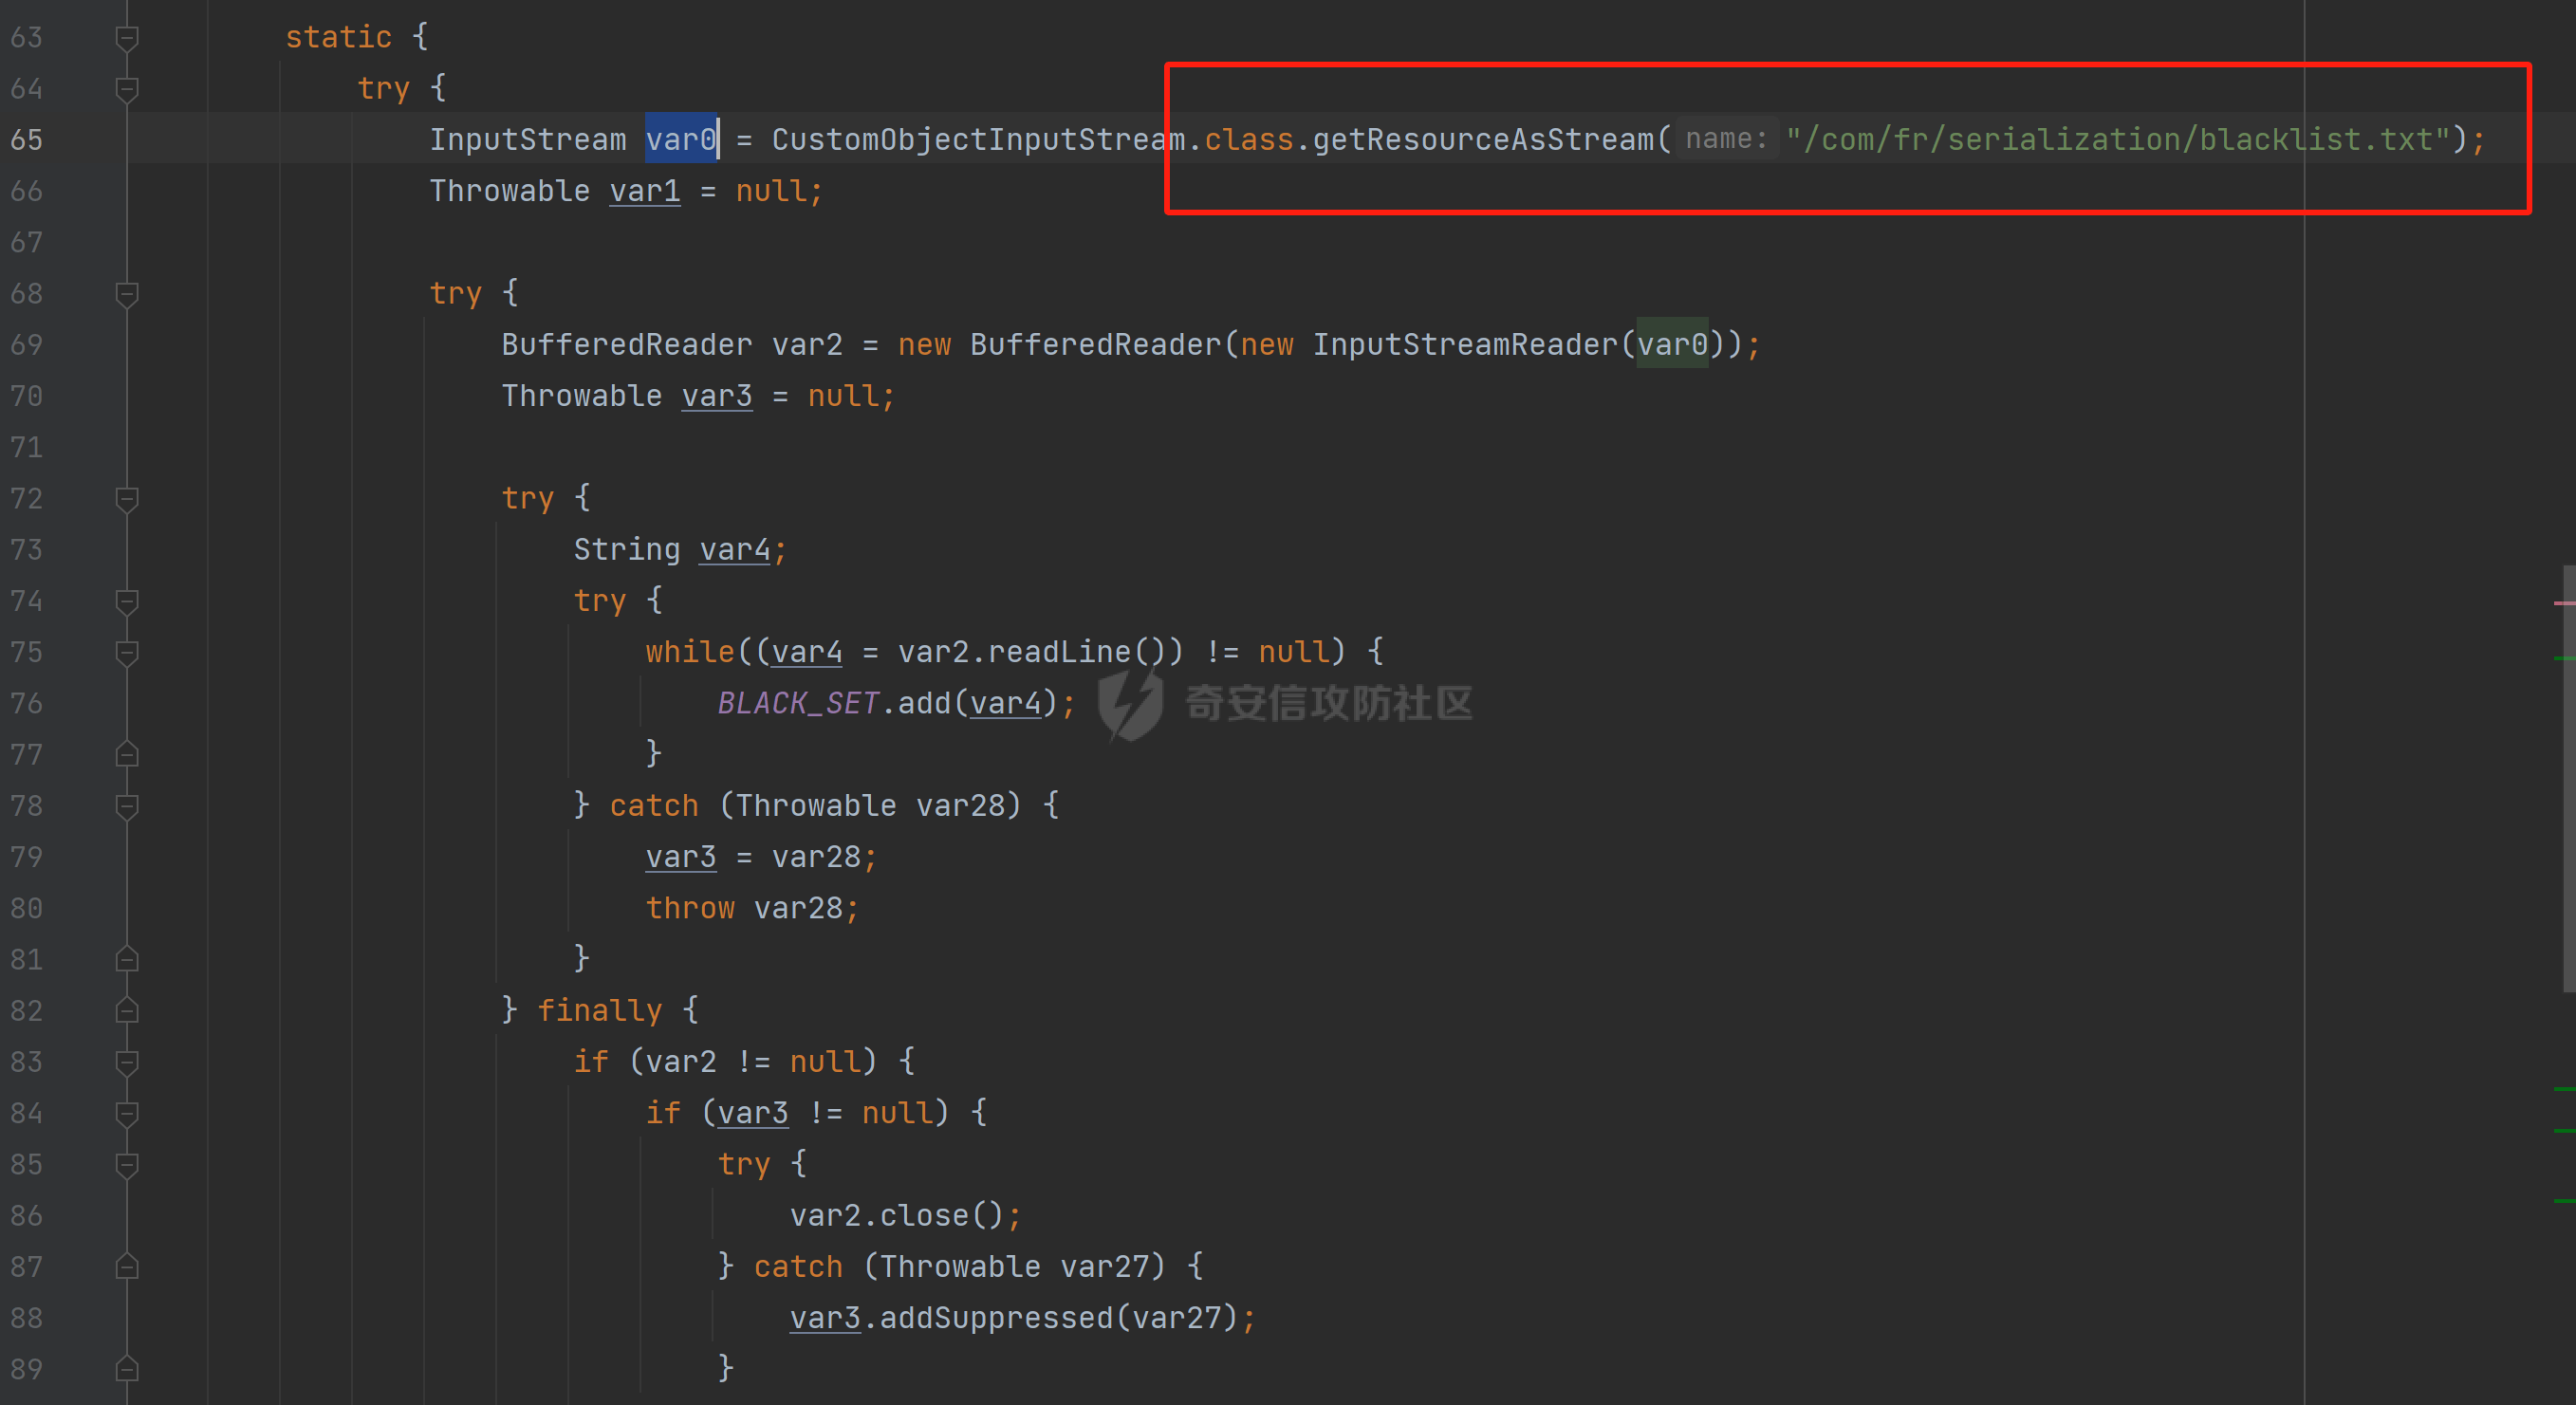 63 static {
64 try {
65 InputStream var0 = CustomObjectInputStream.class.getResourceAsStream( name: "/com/fr/serialization/blacklist.txt");
66 Throwable var1 = null;
67
68 try {
69 BufferedReader var2 = new BufferedReader(new InputStreamReader(var0));
70 Throwable var3 = null;
71
72 try {
73 String var4;
74 try {
75 while((var4 = var2.readLine()) != null) {
76 BLACK_SET.add(var4);
奇安信攻防社区
77 }
78 } catch (Throwable var28) {
79 var3 = var28;
80 throw var28;
81 }
82 } finally {
83 if (var2 != null) {
84 if (var3 != null) {
85 try {
86 var2.close();
87 } catch (Throwable var27) {
88 var3.addSuppressed(var27);
89 }